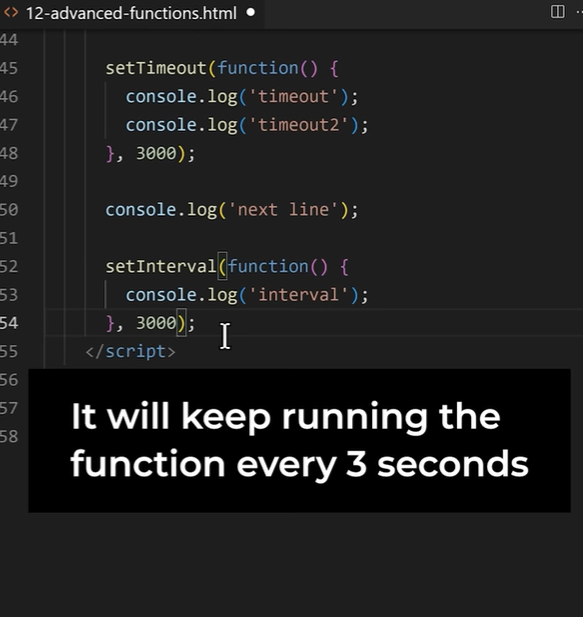 <> 12-advanced-functions.html ●
44
45 setTimeout(function() {
46 console.log('timeout');
47 console.log('timeout2');
48 }, 3000);
49
50 console.log('next line');
51
52 setInterval(function() {
53 console.log('interval');
54 }, 3000);
55 </script>
56
57
58
It will keep running the
function every 3 seconds